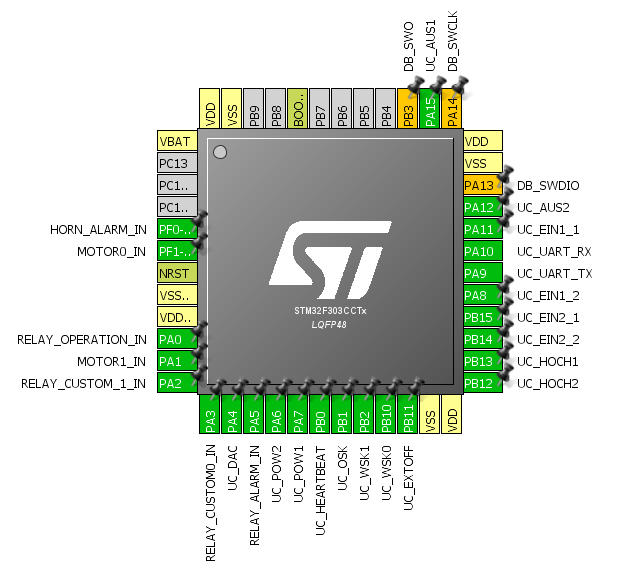 DB_SWO
UC_AUS1
DB_SWCLK
VDD
VSS
PB9
PB8
BOO..
PB7
PB6
PB5
PB4
PB3
PA15
PA14
VBAT
PC13
PC1..
PC1..
HORN_ALARM_IN PF0-..
MOTOR0_IN PF1-..
NRST
VSS..
VDD..
RELAY_OPERATION_IN PA0
MOTOR1_IN PA1
RELAY_CUSTOM_1_IN PA2
VDD
VSS
PA13 DB_SWDIO
PA12 UC_AUS2
PA11 UC_EIN1_1
PA10 UC_UART_RX
PA9 UC_UART_TX
PA8 UC_EIN1_2
PB15 UC_EIN2_1
PB14 UC_EIN2_2
PB13 UC_HOCH1
PB12 UC_HOCH2
ST
STM32F303CCTx
LQFP48
PA3
PA4
PA5
PA6
PA7
PB0
PB1
PB2
PB10
PB11
VSS
VDD
RELAY_CUSTOM0_IN
UC_DAC
RELAY_ALARM_IN
UC_POW2
UC_POW1
UC_HEARTBEAT
UC_OSK
UC_WSK1
UC_WSK0
UC_EXTOFF